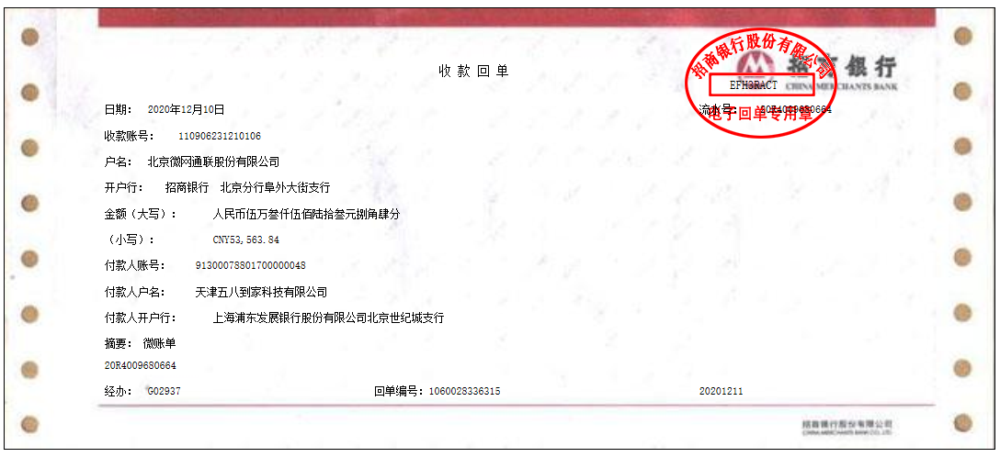 收款回单
招商银行
CHINA MERCHANTS BANK
招商银行股份有限公司
EFH3RACT
电子回单专用章
日期： 2020年12月10日 流水号：
收款账号： 110906231210106
户名： 北京微网通联股份有限公司
开户行： 招商银行 北京分行阜外大街支行
金额（大写）： 人民币伍万叁仟伍佰陆拾叁元捌角肆分
（小写）： CNY53,563.84
付款人账号： 91300078801700000048
付款人户名： 天津五八到家科技有限公司
付款人开户行： 上海浦东发展银行股份有限公司北京世纪城支行
摘要： 微账单
20R4009680664
经办： G02937 回单编号：1060028336315 20201211
招商银行股份有限公司
CHINA MERCHANTS BANK CO., LTD